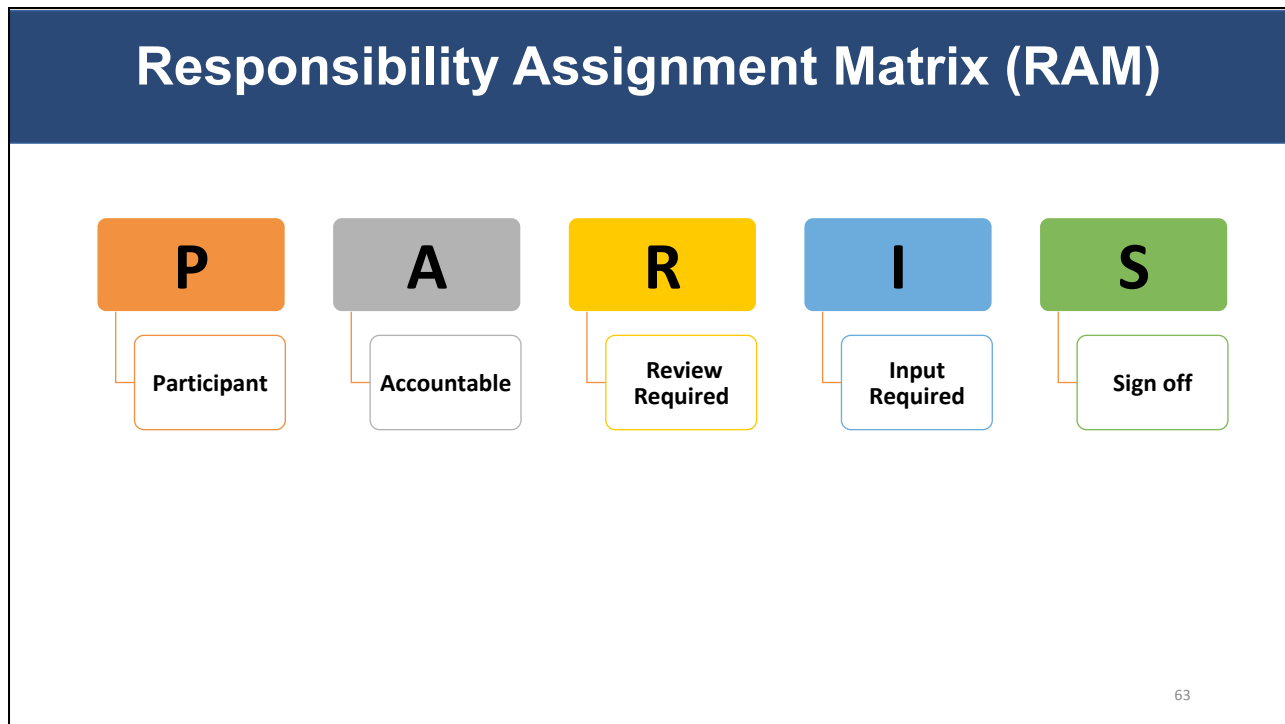 Responsibility Assignment Matrix (RAM)
P
A
R
I
S
Participant
Accountable
Review
Required
Input
Required
Sign off
63